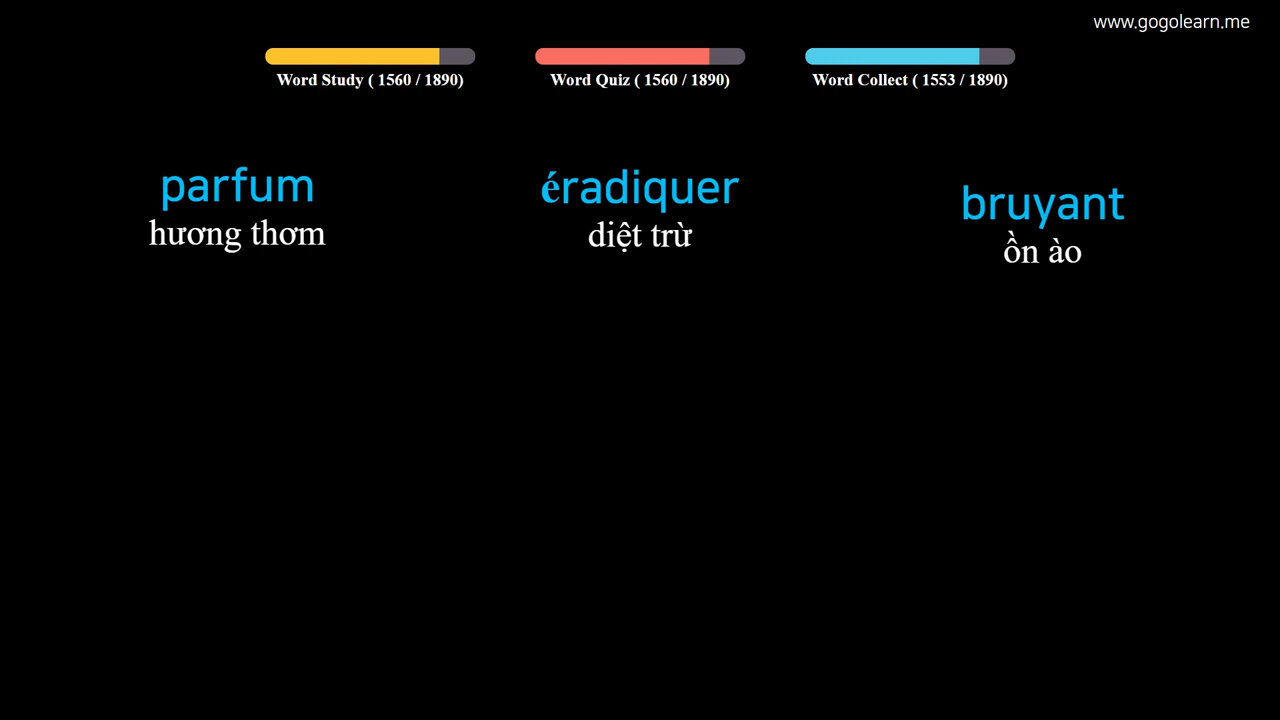 www.gogolearn.me
Word Study ( 1560 / 1890)
Word Quiz ( 1560 / 1890)
Word Collect ( 1553 / 1890)
parfum
hương thơm
éradiquer
diệt trừ
bruyant
ồn ào